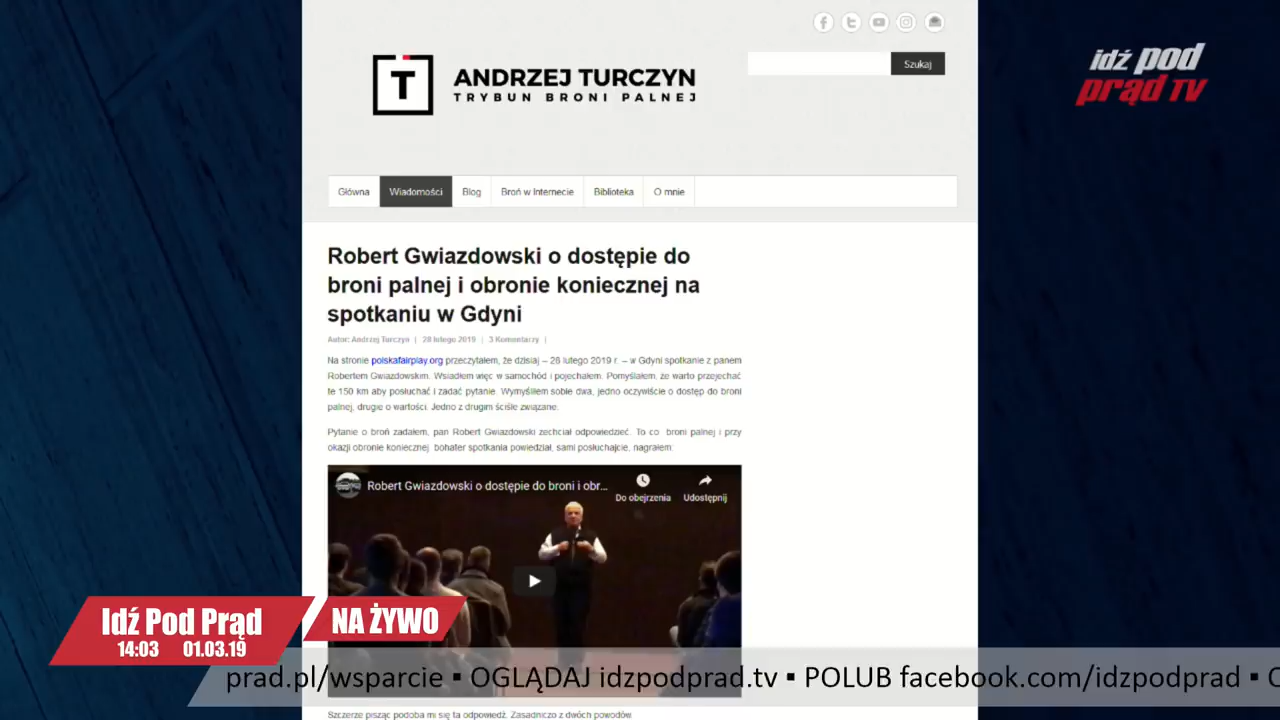 T
ANDRZEJ TURCZYN
TRYBUN BRONI PALNEJ
Szukaj
idź pod
prąd TV
Główna
Wiadomości
Blog
Broń w Internecie
Biblioteka
O mnie
Robert Gwiazdowski o dostępie do
broni palnej i obronie koniecznej na
spotkaniu w Gdyni
Autor: Andrzej Turczyn | 28 lutego 2019 | 3 Komentarzy |
Na stronie polskafairplay.org przeczytałem, że dzisiaj – 28 lutego 2019 r. – w Gdyni spotkanie z panem
Robertem Gwiazdowskim. Wsiadłem więc w samochód i pojechałem. Pomyślałem, że warto przejechać
te 150 km aby posłuchać i zadać pytanie. Wymyśliłem sobie dwa, jedno oczywiście o dostęp do broni
palnej, drugie o wartości. Jedno z drugim ściśle związane.
Pytanie o broń zadałem, pan Robert Gwiazdowski zechciał odpowiedzieć. To co broni palnej i przy
okazji obronie koniecznej bohater spotkania powiedział, sami posłuchajcie, nagrałem:
Robert Gwiazdowski o dostępie do broni i obr...
Do obejrzenia
Udostępnij
Idź Pod Prąd
NA ŻYWO
14:03 01.03.19
prad.pl/wsparcie ▪ OGLĄDAJ idzpodprad.tv ▪ POLUB facebook.com/idzpodprad ▪
Szczerze pisząc podoba mi się ta odpowiedź. Zasadniczo z dwóch powodów.